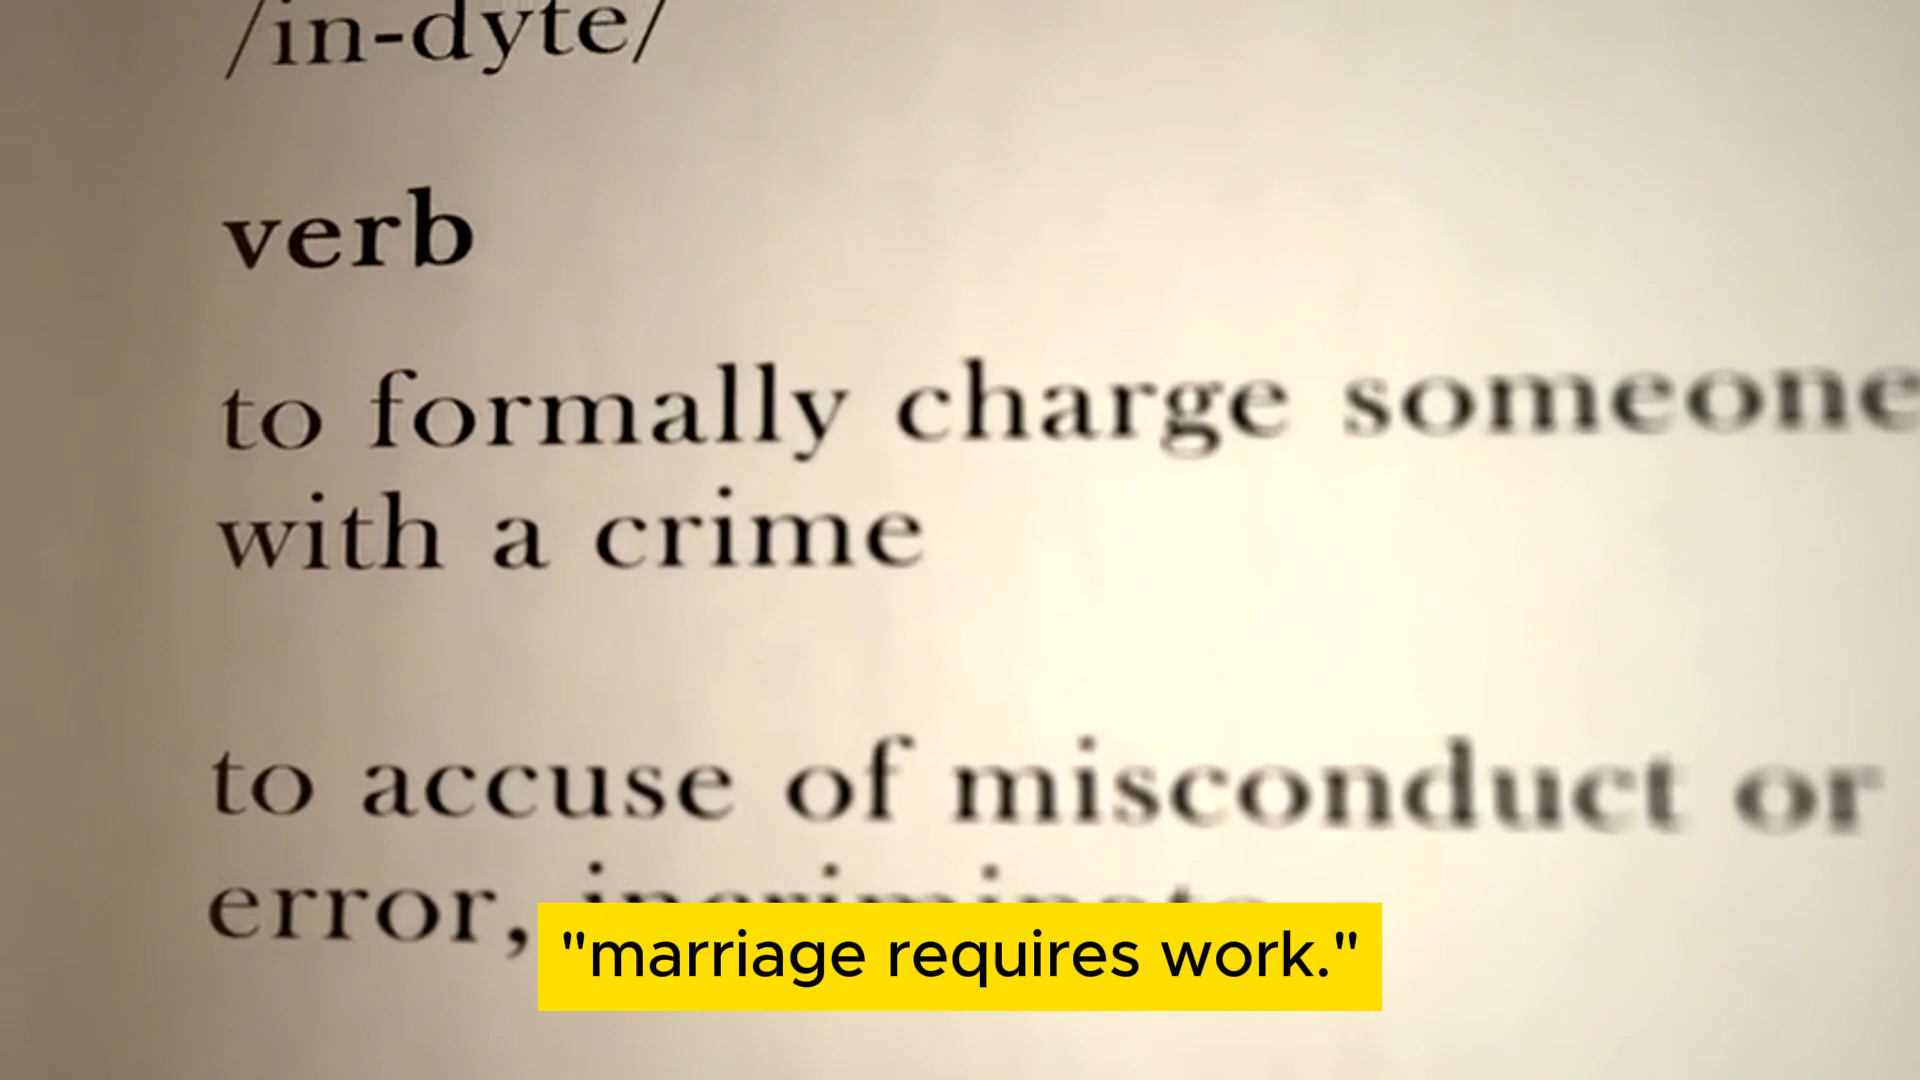 /in-dyte/
verb
to formally charge someone
with a crime
to accuse of misconduct or
error,
"marriage requires work."